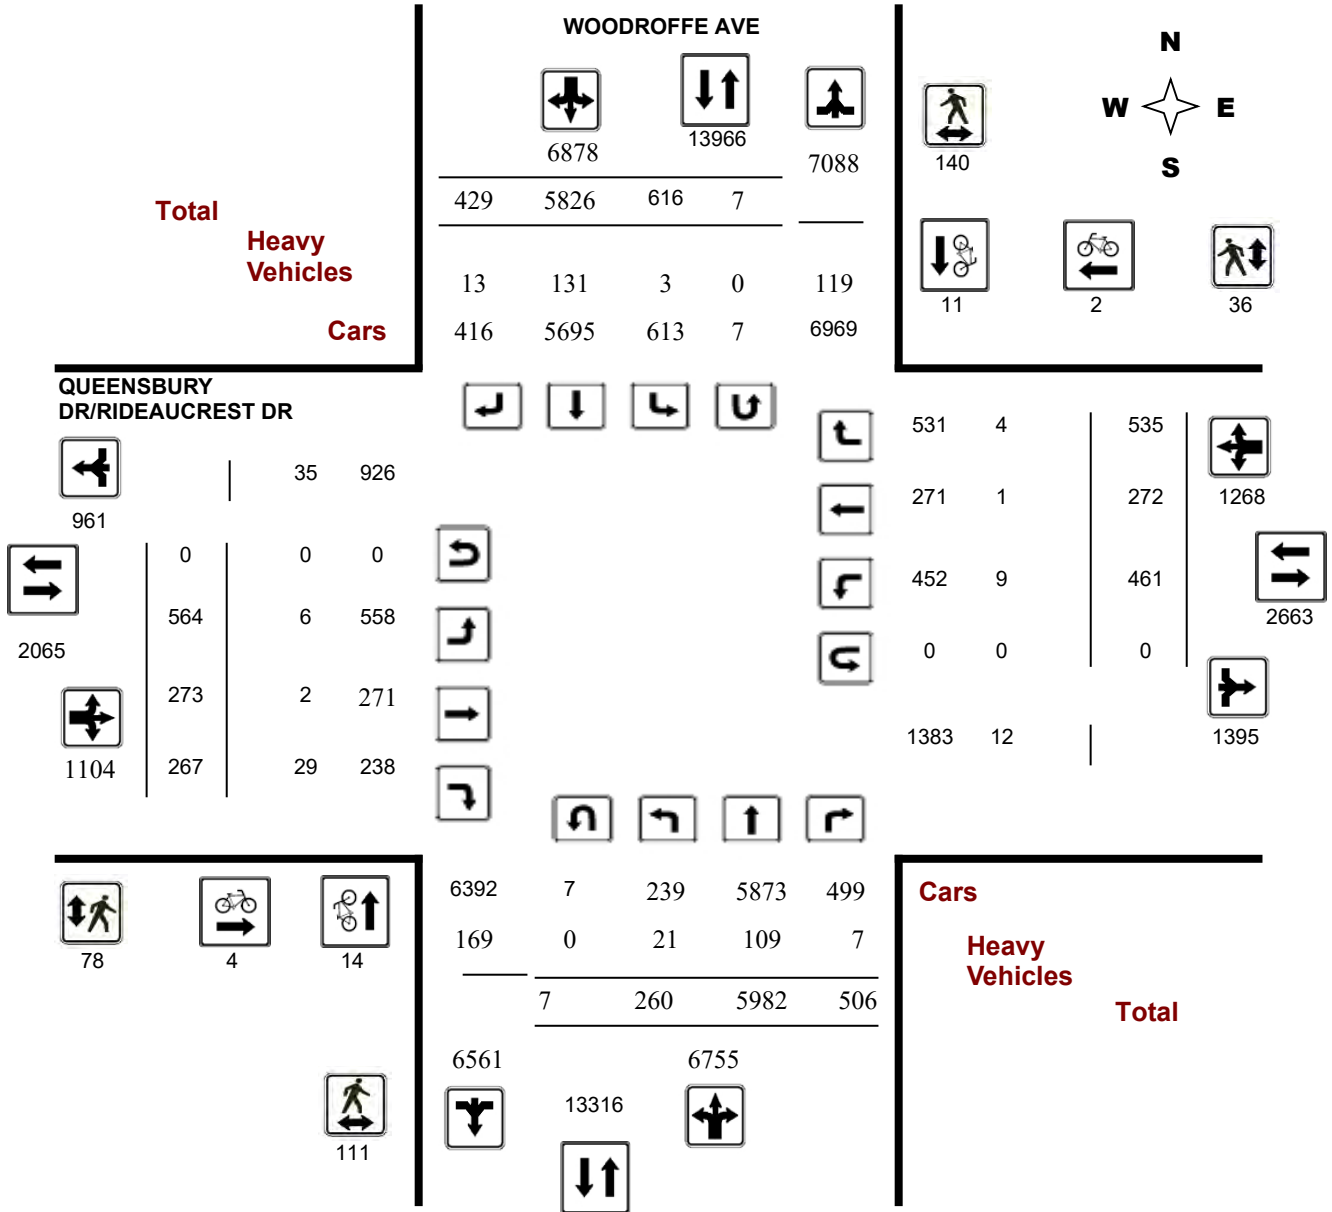 WOODROFFE AVE
N
W E
S
6878 13966 7088 140
Total 429 5826 616 7
Heavy
Vehicles 13 131 3 0 119
11 2 36
Cars 416 5695 613 7 6969
QUEENSBURY
DR/RIDEAUCREST DR
35 926
961
531 4 535
271 1 272 1268
0 0 0
564 6 558
452 9 461
2663
2065
0 0 0
273 2 271
1104 267 29 238
1383 12 1395
6392 7 239 5873 499 Cars
169 0 21 109 7 Heavy
Vehicles
78 4 14
7 260 5982 506 Total
6561 6755
13316
111